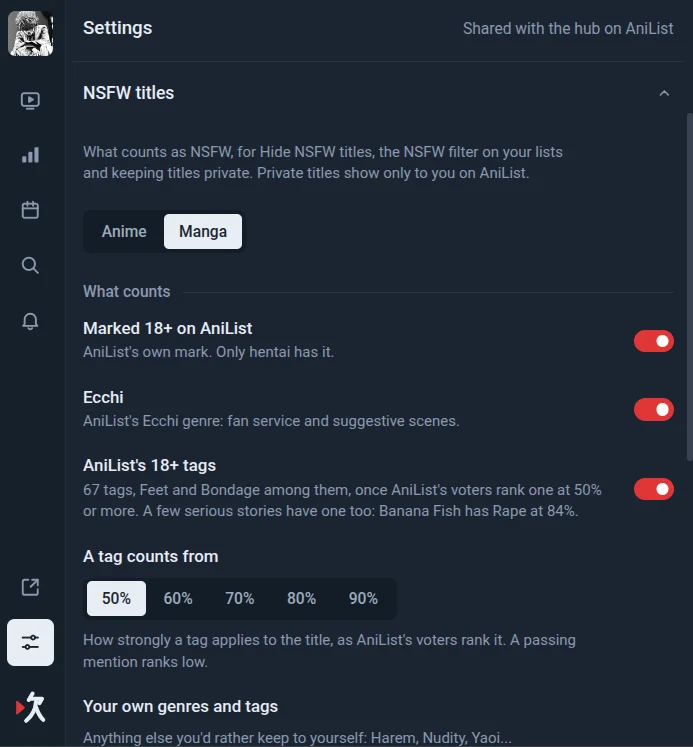 Settings
Shared with the hub on AniList
NSFW titles
What counts as NSFW, for Hide NSFW titles, the NSFW filter on your lists
and keeping titles private. Private titles show only to you on AniList.
Anime
Manga
What counts
Marked 18+ on AniList
AniList's own mark. Only hentai has it.
Ecchi
AniList's Ecchi genre: fan service and suggestive scenes.
AniList's 18+ tags
67 tags, Feet and Bondage among them, once AniList's voters rank one at 50%
or more. A few serious stories have one too: Banana Fish has Rape at 84%.
A tag counts from
50% 60% 70% 80% 90%
How strongly a tag applies to the title, as AniList's voters rank it. A passing
mention ranks low.
Your own genres and tags
Anything else you'd rather keep to yourself: Harem, Nudity, Yaoi...
次